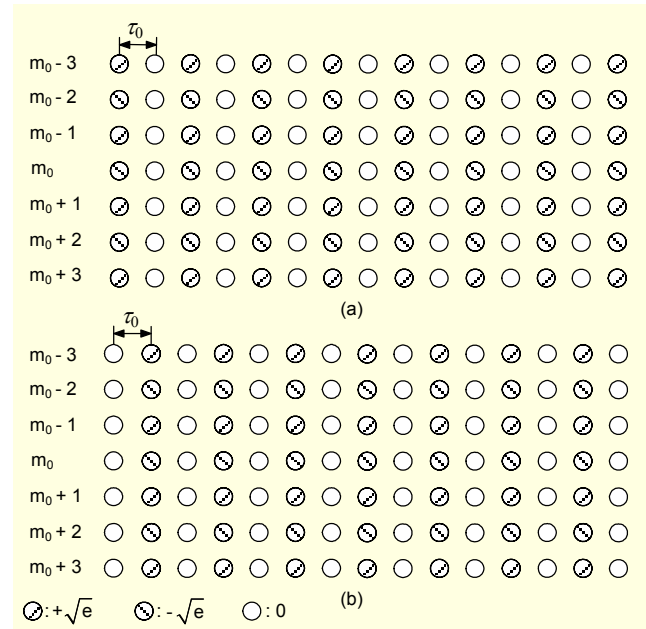 τ₀
m₀ - 3
m₀ - 2
m₀ - 1
m₀
m₀ + 1
m₀ + 2
m₀ + 3
(a)
τ₀
m₀ - 3
m₀ - 2
m₀ - 1
m₀
m₀ + 1
m₀ + 2
m₀ + 3
(b)
:+√e :-√e :0